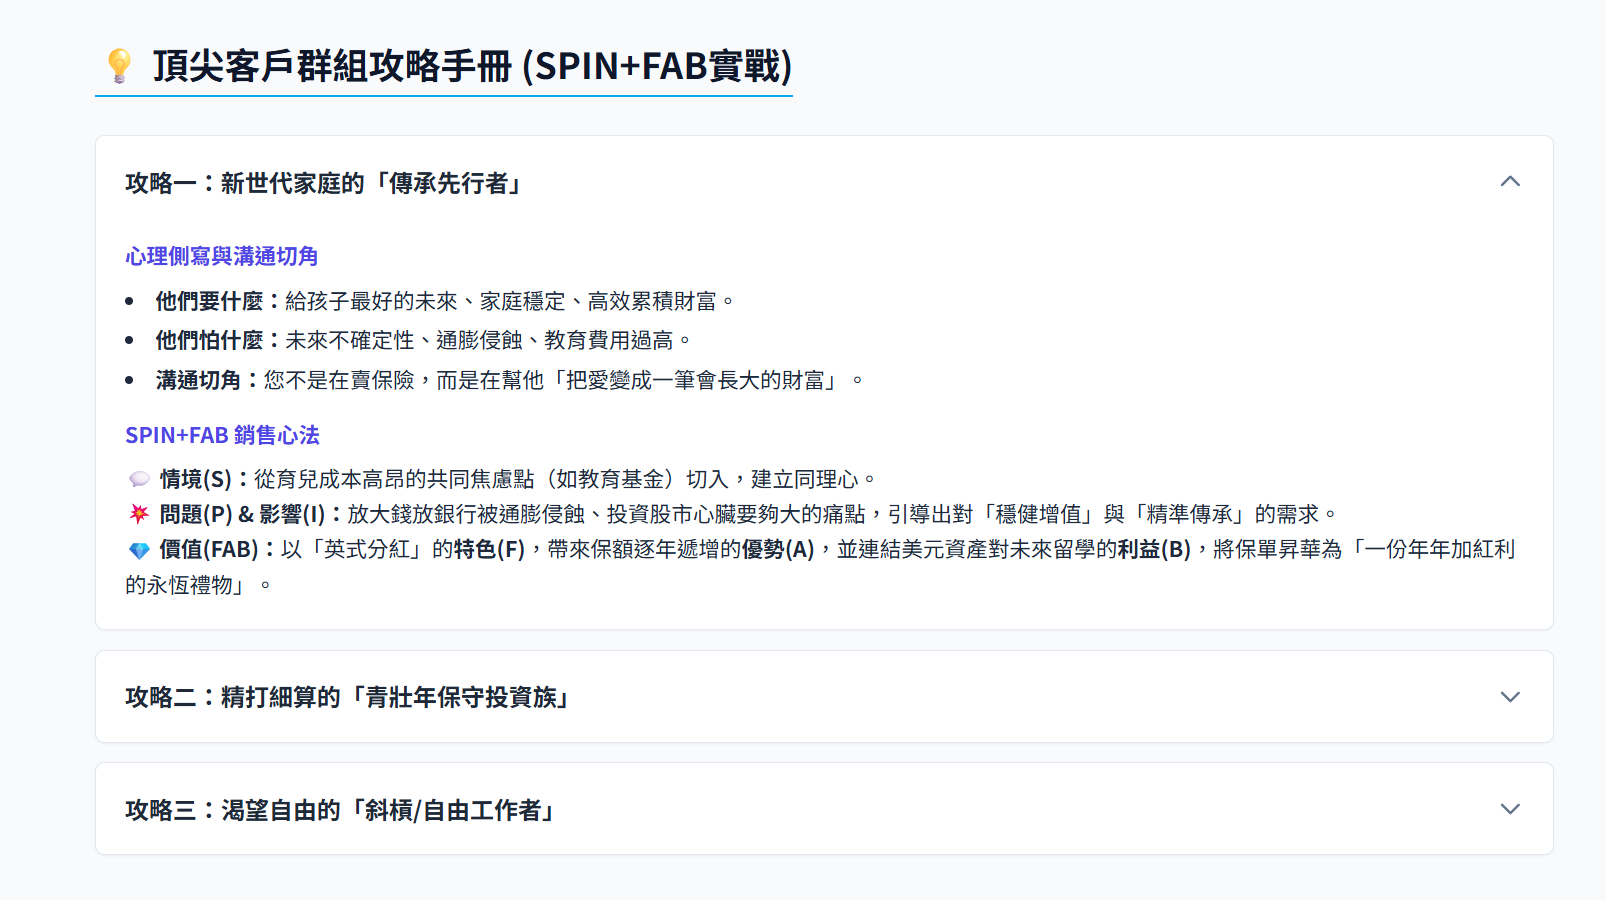 💡 頂尖客戶群組攻略手冊 (SPIN+FAB實戰)
攻略一：新世代家庭的「傳承先行者」
心理側寫與溝通切角
• 他們要什麼：給孩子最好的未來、家庭穩定、高效累積財富。
• 他們怕什麼：未來不確定性、通膨侵蝕、教育費用過高。
• 溝通切角：您不是在賣保險，而是在幫他「把愛變成一筆會長大的財富」。
SPIN+FAB 銷售心法
💬 情境(S)：從育兒成本高昂的共同焦慮點（如教育基金）切入，建立同理心。
💥 問題(P) & 影響(I)：放大錢放銀行被通膨侵蝕、投資股市心臟要夠大的痛點，引導出對「穩健增值」與「精準傳承」的需求。
💎 價值(FAB)：以「英式分紅」的特色(F)，帶來保額逐年遞增的優勢(A)，並連結美元資產對未來留學的利益(B)，將保單昇華為「一份年年加紅利
的永恆禮物」。
攻略二：精打細算的「青壯年保守投資族」
攻略三：渴望自由的「斜槓/自由工作者」